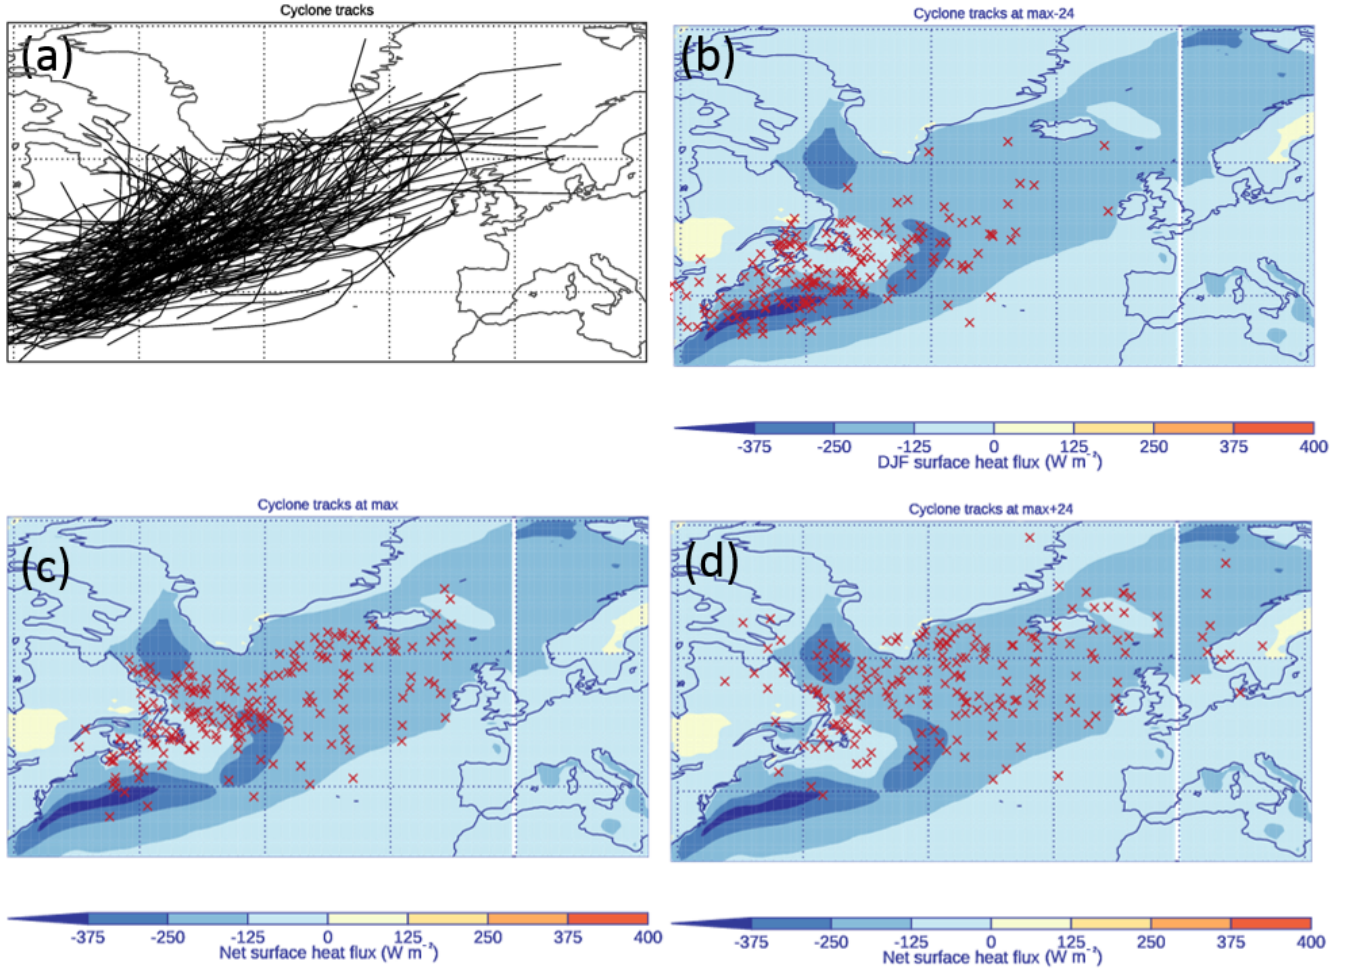 Cyclone tracks
(a)
Cyclone tracks at max-24
(b)
-375 -250 -125 0 125 250 375 400
DJF surface heat flux (W m⁻²)
Cyclone tracks at max
(c)
-375 -250 -125 0 125 250 375 400
Net surface heat flux (W m⁻²)
Cyclone tracks at max+24
(d)
-375 -250 -125 0 125 250 375 400
Net surface heat flux (W m⁻²)